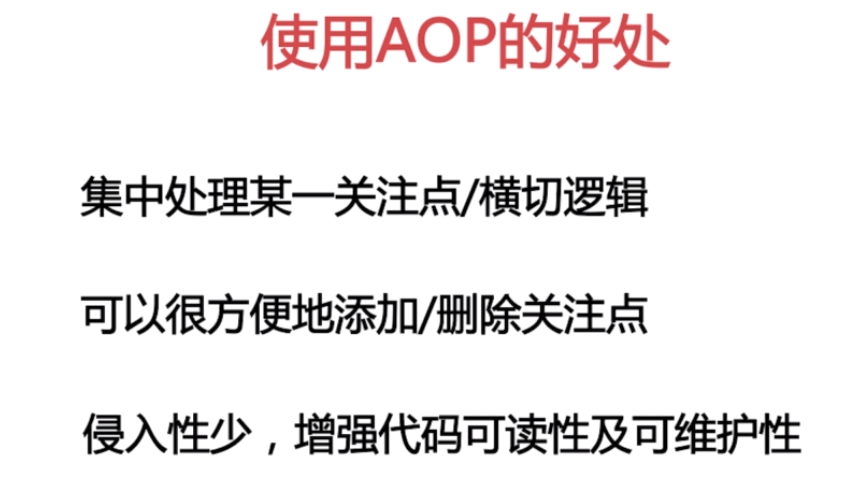 使用AOP的好处
集中处理某一关注点/横切逻辑
可以很方便地添加/删除关注点
侵入性少，增强代码可读性及可维护性